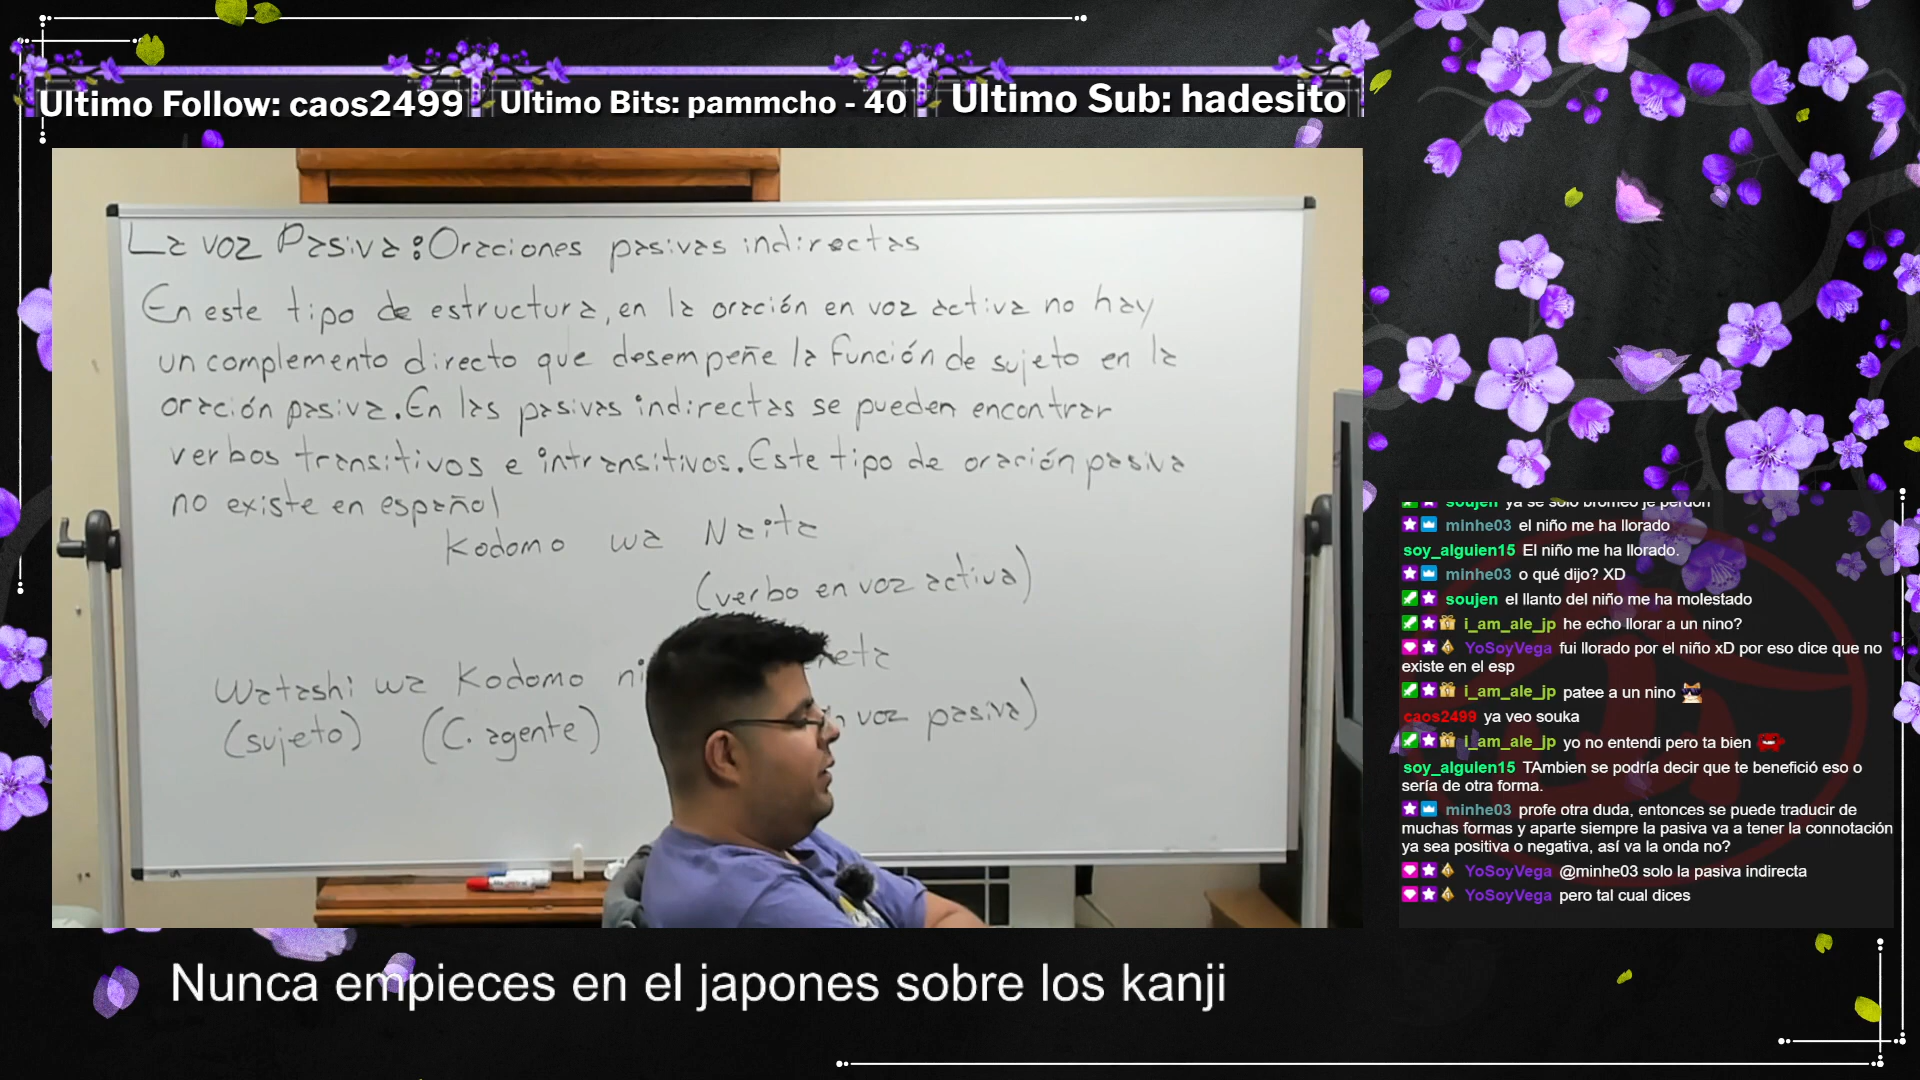 Ultimo Follow: caos2499
Ultimo Bits: pammcho - 40
Ultimo Sub: hadesito
La voz Pasiva: Oraciones pasivas indirectas
En este tipo de estructura, en la oración en voz activa no hay
un complemento directo que desempeñe la función de sujeto en la
oración pasiva. En las pasivas indirectas se pueden encontrar
verbos transitivos e intransitivos. Este tipo de oración pasiva
no existe en español
Kodomo wa Naita
(verbo en voz activa)
Watashi wa Kodomo ni
(sujeto) (C. agente) voz pasiva)
soujen ya se solo bromeo je perdon
minhe03 el niño me ha llorado
soy_alguien15 El niño me ha llorado.
minhe03 o qué dijo? XD
soujen el llanto del niño me ha molestado
i_am_ale_jp he echo llorar a un nino?
YoSoyVega fui llorado por el niño xD por eso dice que no
existe en el esp
i_am_ale_jp patee a un nino
caos2499 ya veo souka
i_am_ale_jp yo no entendi pero ta bien
soy_alguien15 TAmbien se podría decir que te benefició eso o
sería de otra forma.
minhe03 profe otra duda, entonces se puede traducir de
muchas formas y aparte siempre la pasiva va a tener la connotación
ya sea positiva o negativa, así va la onda no?
YoSoyVega @minhe03 solo la pasiva indirecta
YoSoyVega pero tal cual dices
Nunca empieces en el japones sobre los kanji